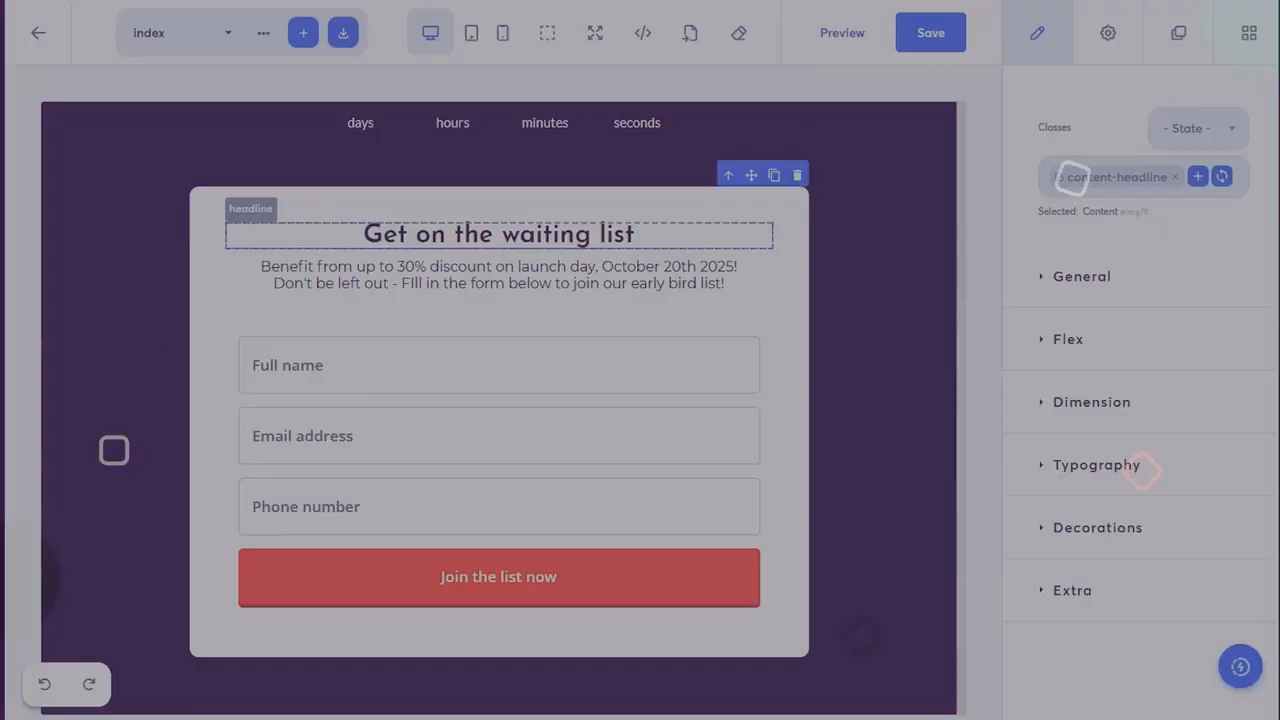 index
Preview
Save
days hours minutes seconds
Classes
- State -
content-headline ×
Selected: Content #img78
headline
Get on the waiting list
Benefit from up to 30% discount on launch day, October 20th 2025!
Don't be left out - FIll in the form below to join our early bird list!
Full name
Email address
Phone number
Join the list now
General
Flex
Dimension
Typography
Decorations
Extra